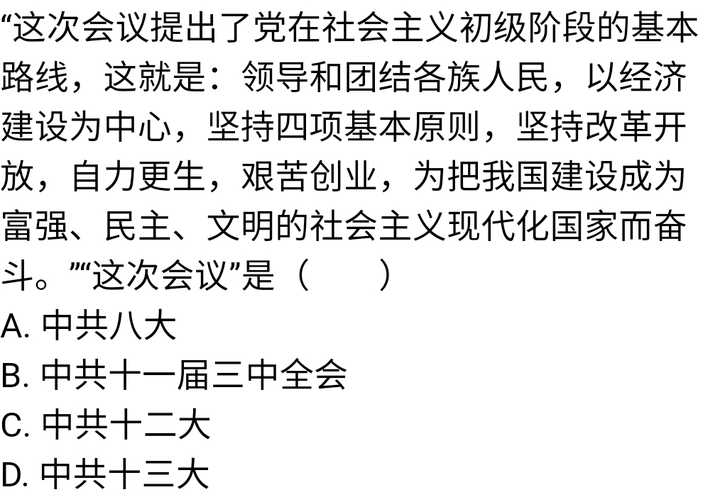 “这次会议提出了党在社会主义初级阶段的基本
路线，这就是：领导和团结各族人民，以经济
建设为中心，坚持四项基本原则，坚持改革开
放，自力更生，艰苦创业，为把我国建设成为
富强、民主、文明的社会主义现代化国家而奋
斗。”“这次会议”是（　　）
A. 中共八大
B. 中共十一届三中全会
C. 中共十二大
D. 中共十三大